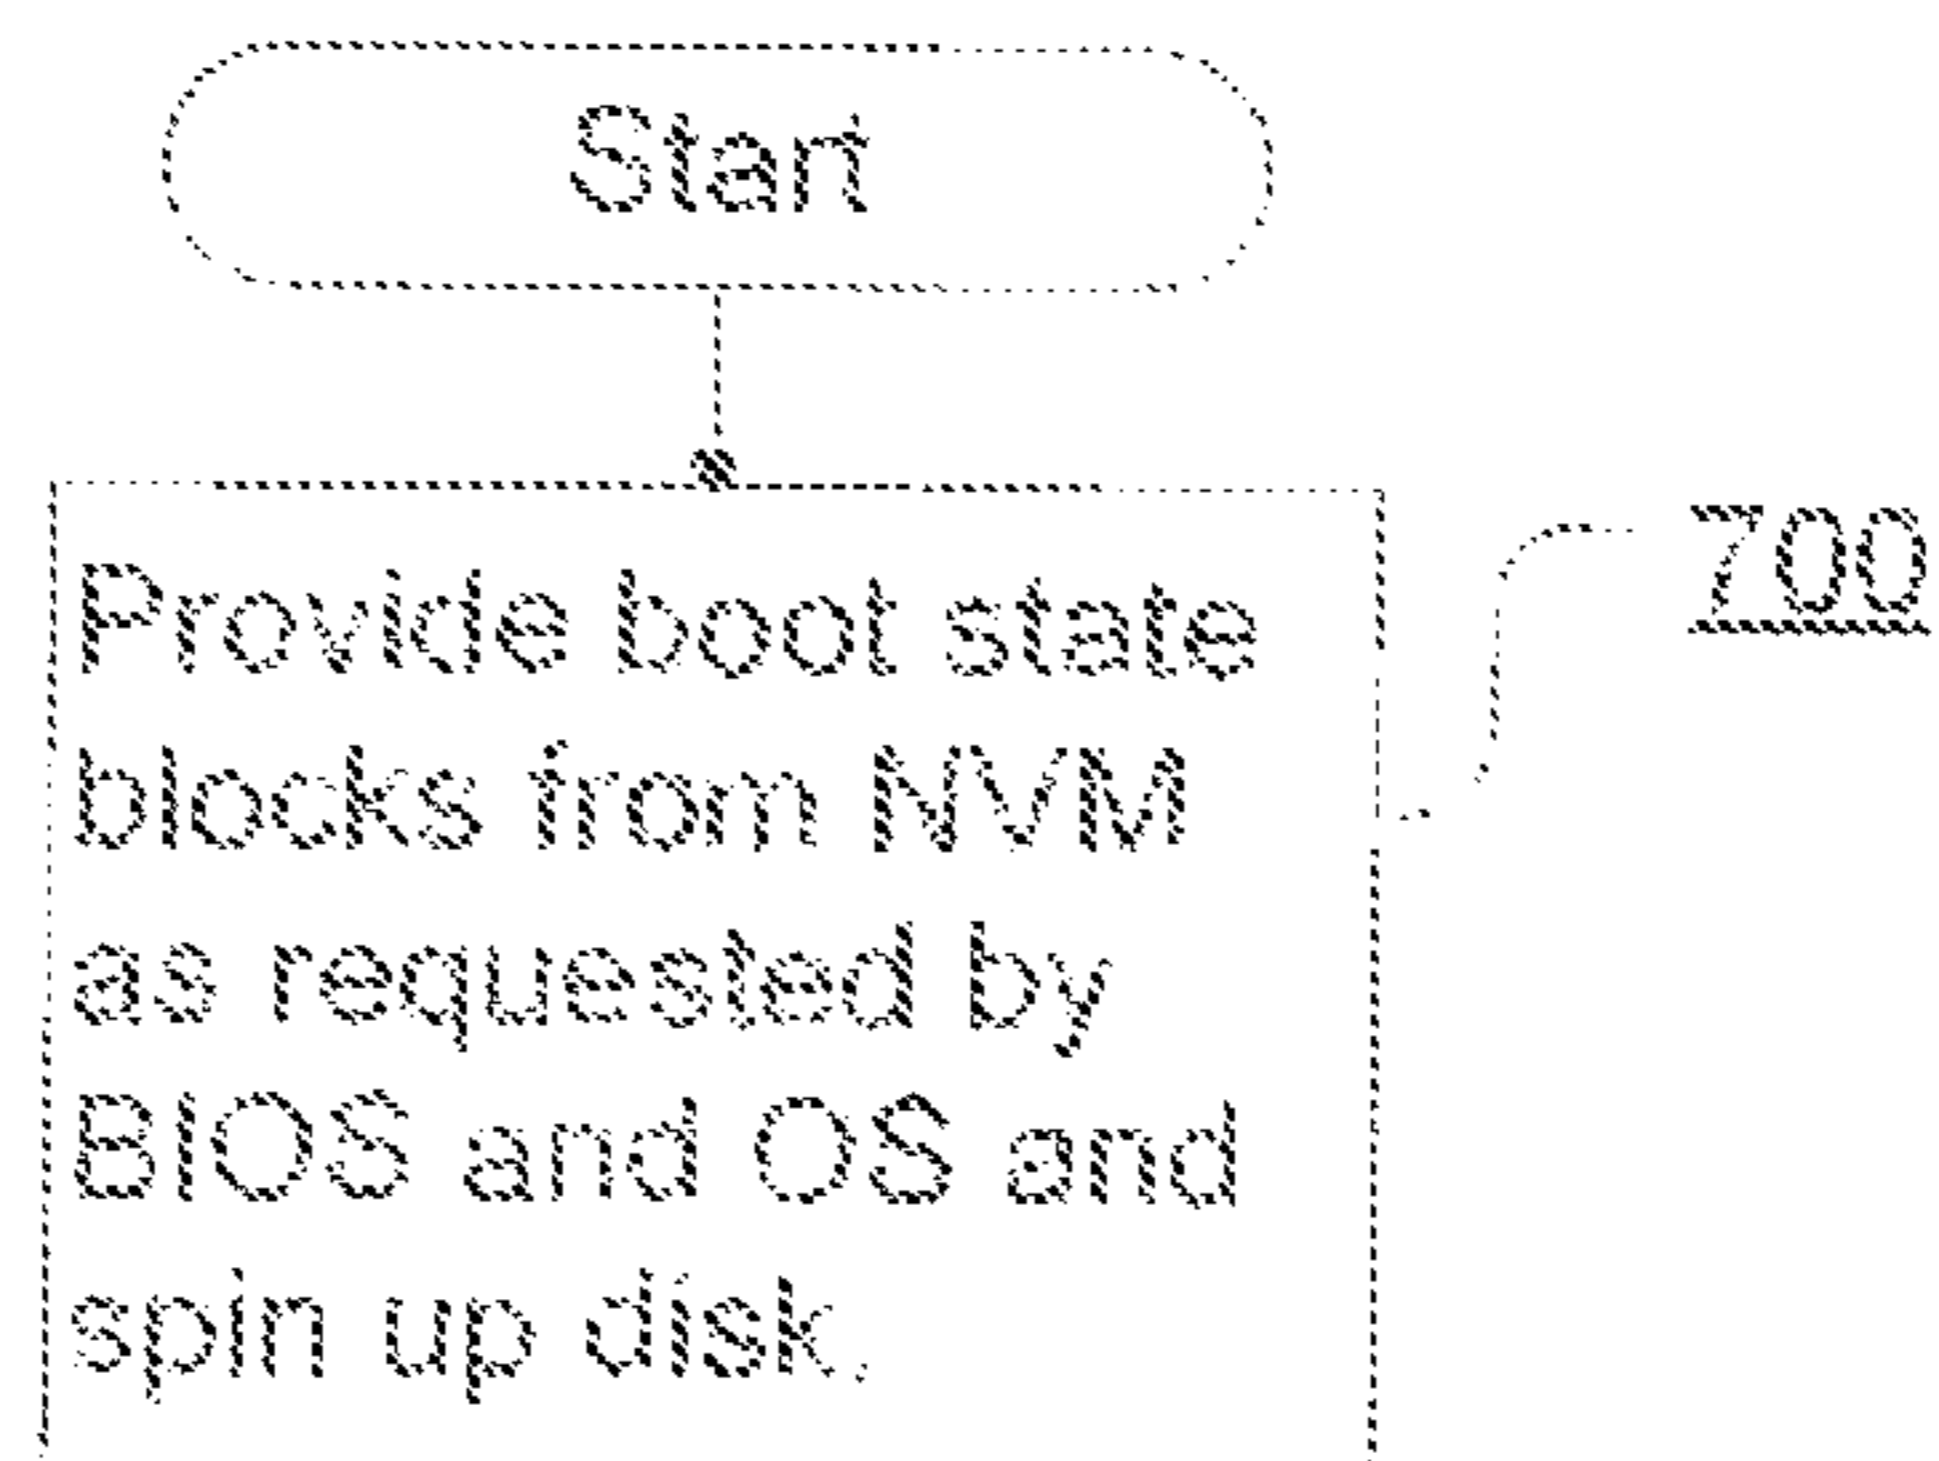 Start
700
Provide boot state
blocks from NVM
as requested by
BIOS and OS and
spin up disk.